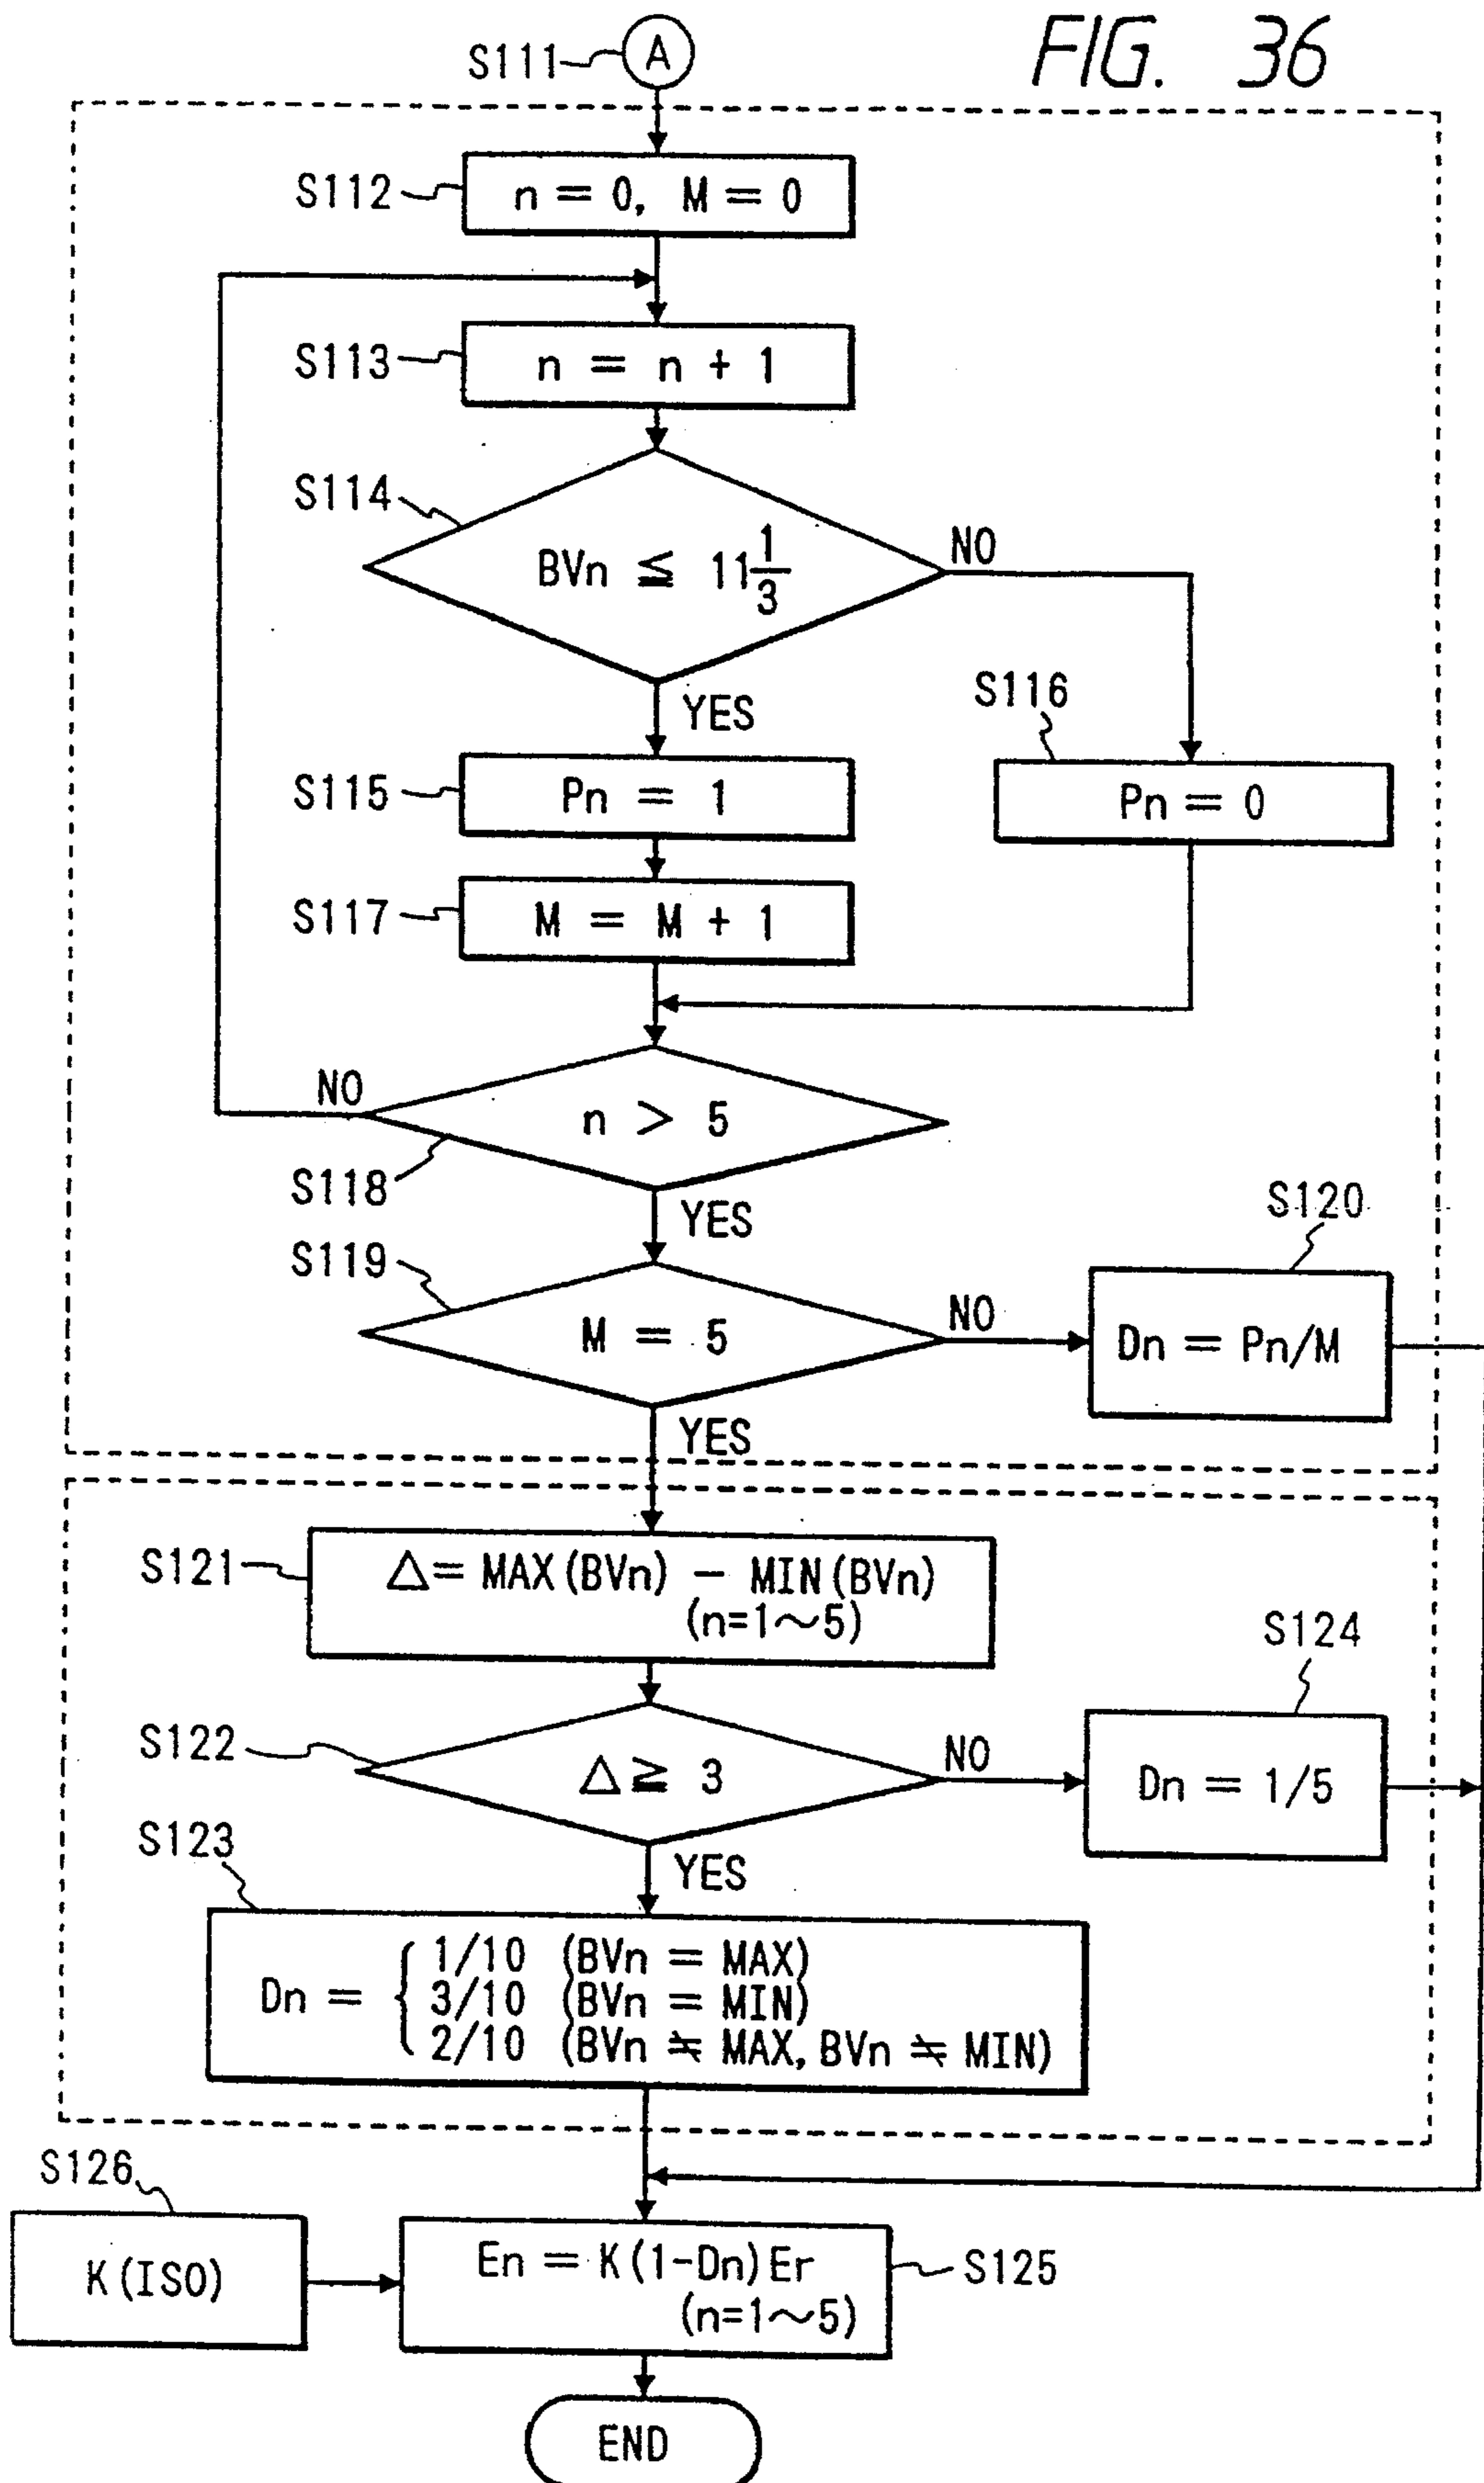 FIG. 36
S111 A
S112 n = 0, M = 0
S113 n = n + 1
S114
BVn ≦ 11 1/3
NO
YES
S116
S115 Pn = 1
Pn = 0
S117 M = M + 1
NO
n > 5
S118
YES
S120
S119
M = 5
NO
Dn = Pn/M
YES
S121 △= MAX(BVn) − MIN(BVn)
(n=1～5)
S124
S122
△≧ 3
NO
Dn = 1/5
S123
YES
Dn = { 1/10 (BVn = MAX)
3/10 (BVn = MIN)
2/10 (BVn ≠ MAX, BVn ≠ MIN)
S126
K(ISO)
En = K(1-Dn)Er
(n=1～5)
S125
END